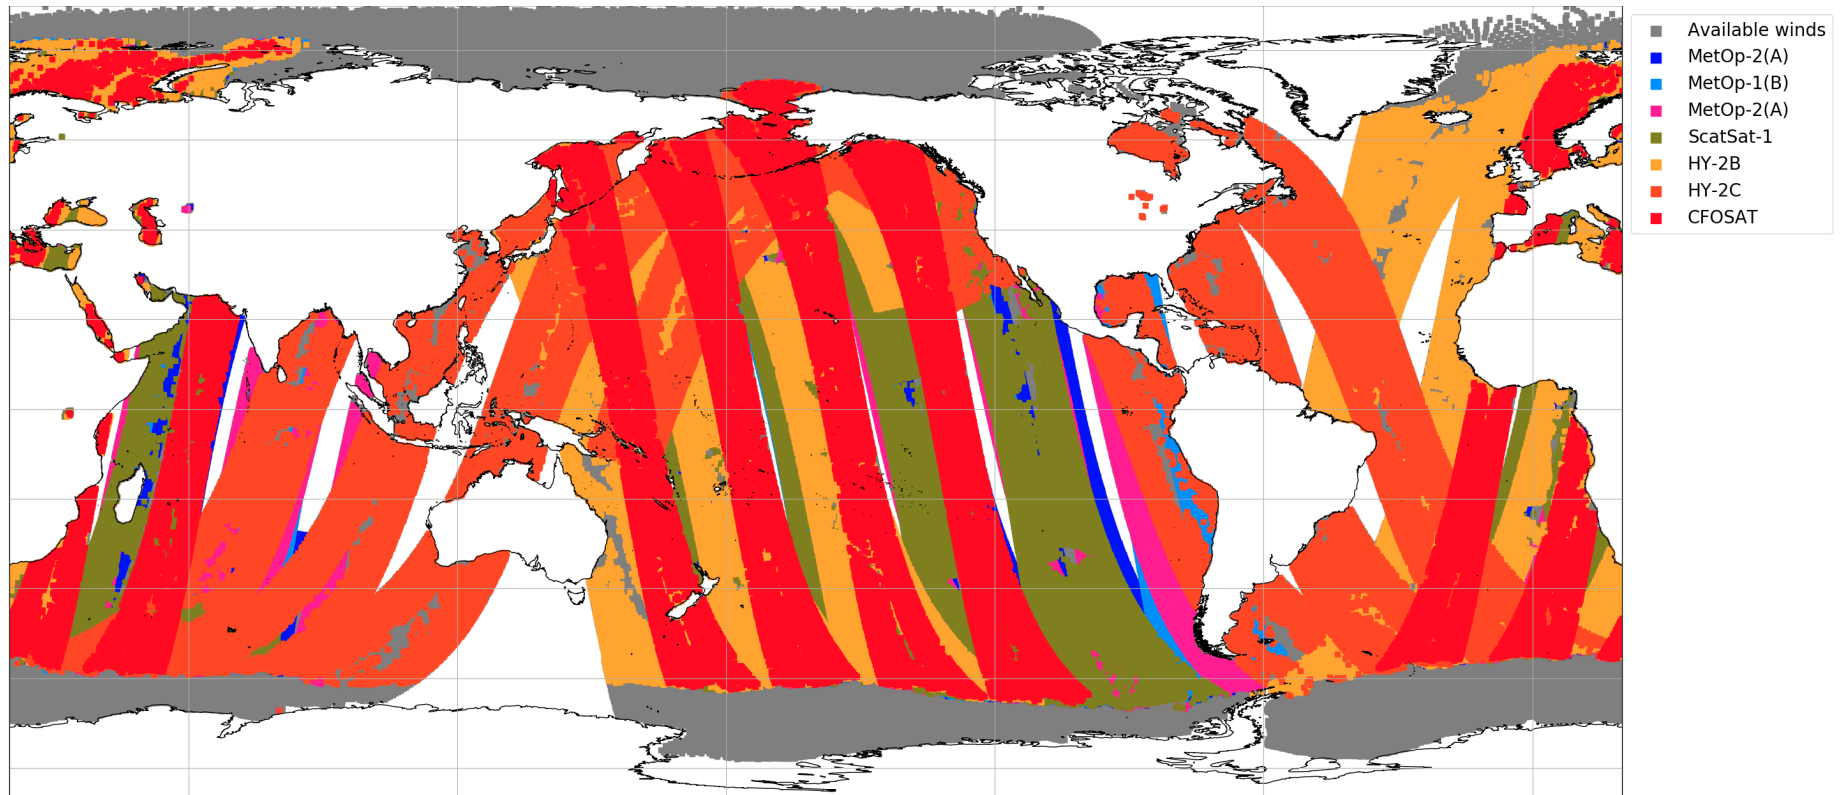 Available winds
MetOp-2(A)
MetOp-1(B)
MetOp-2(A)
ScatSat-1
HY-2B
HY-2C
CFOSAT